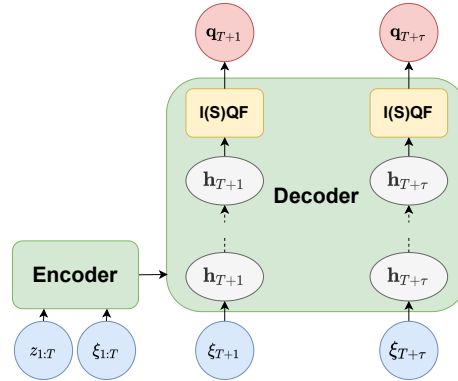 q_{T+1} q_{T+τ}
I(S)QF I(S)QF
h_{T+1} h_{T+τ}
Decoder
Encoder
h_{T+1} h_{T+τ}
z_{1:T} ξ_{1:T} ξ_{T+1} ξ_{T+τ}